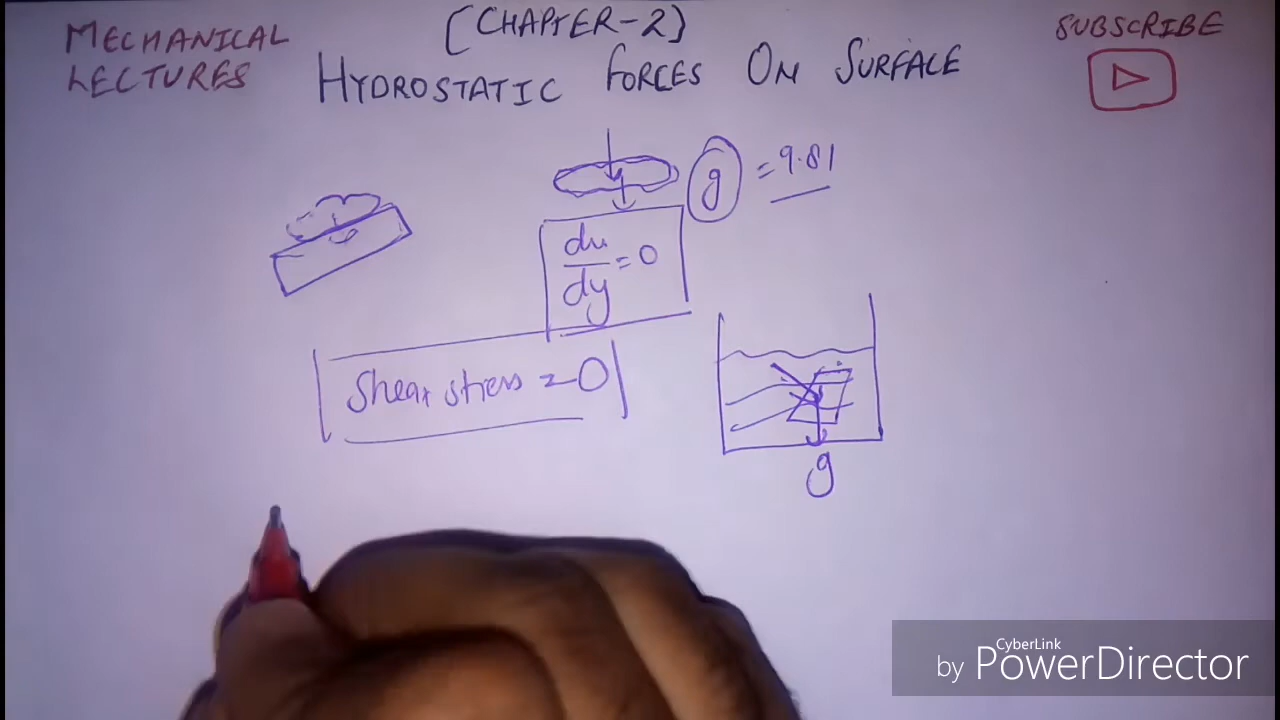 [CHAPTER-2]
MECHANICAL
LECTURES
HYDROSTATIC FORCES ON SURFACE
SUBSCRIBE
g = 9.81
du/dy = 0
Shear stress = 0
g
CyberLink
by PowerDirector